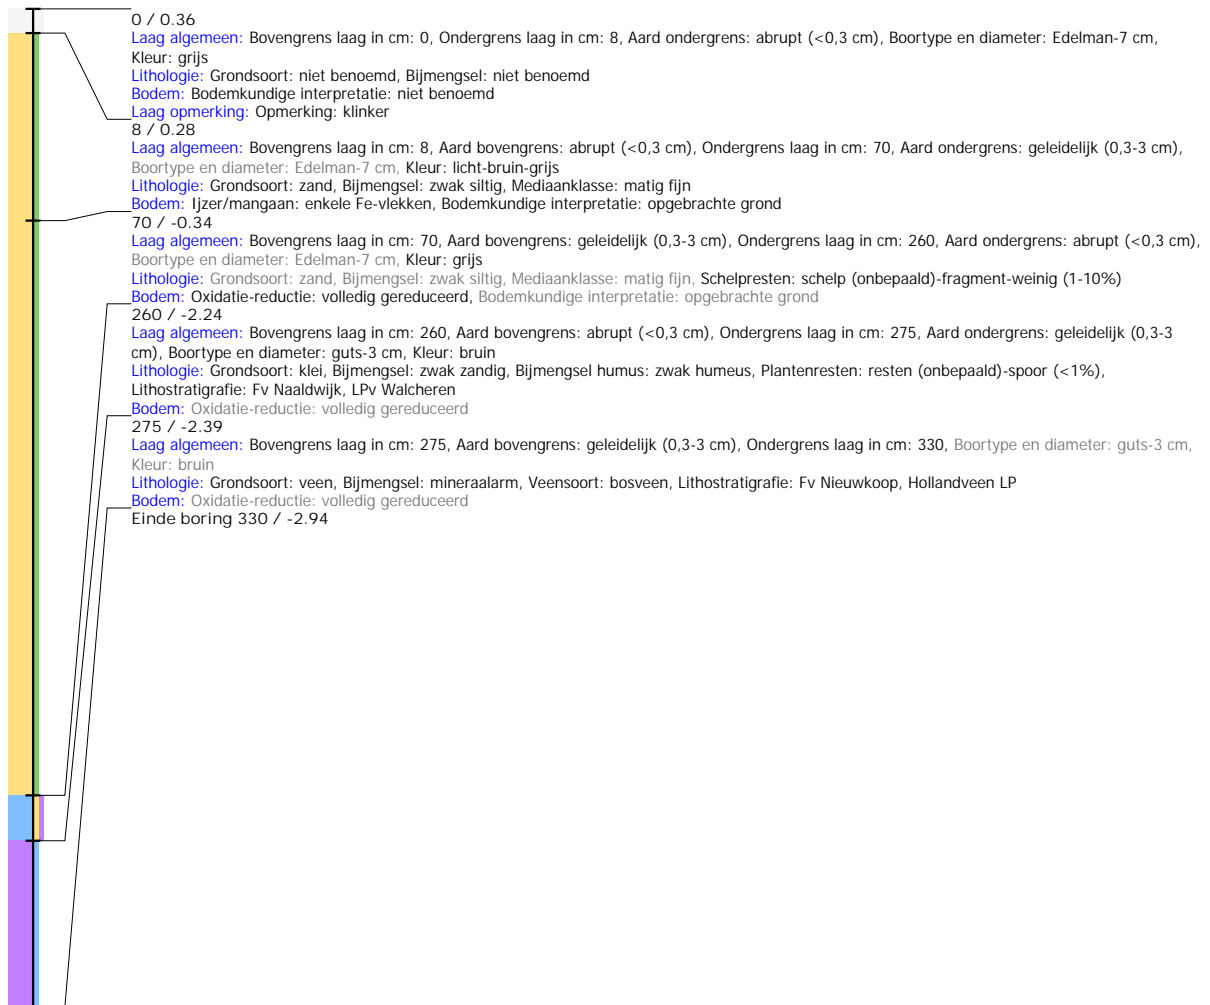 0 / 0.36
Laag algemeen: Bovengrens laag in cm: 0, Ondergrens laag in cm: 8, Aard ondergrens: abrupt (<0,3 cm), Boortype en diameter: Edelman-7 cm,
Kleur: grijs
Lithologie: Grondsoort: niet benoemd, Bijmengsel: niet benoemd
Bodem: Bodemkundige interpretatie: niet benoemd
Laag opmerking: Opmerking: klinker
8 / 0.28
Laag algemeen: Bovengrens laag in cm: 8, Aard bovengrens: abrupt (<0,3 cm), Ondergrens laag in cm: 70, Aard ondergrens: geleidelijk (0,3-3 cm),
Boortype en diameter: Edelman-7 cm, Kleur: licht-bruin-grijs
Lithologie: Grondsoort: zand, Bijmengsel: zwak siltig, Mediaanklasse: matig fijn
Bodem: Ijzer/mangaan: enkele Fe-vlekken, Bodemkundige interpretatie: opgebrachte grond
70 / -0.34
Laag algemeen: Bovengrens laag in cm: 70, Aard bovengrens: geleidelijk (0,3-3 cm), Ondergrens laag in cm: 260, Aard ondergrens: abrupt (<0,3 cm),
Boortype en diameter: Edelman-7 cm, Kleur: grijs
Lithologie: Grondsoort: zand, Bijmengsel: zwak siltig, Mediaanklasse: matig fijn, Schelpresten: schelp (onbepaald)-fragment-weinig (1-10%)
Bodem: Oxidatie-reductie: volledig gereduceerd, Bodemkundige interpretatie: opgebrachte grond
260 / -2.24
Laag algemeen: Bovengrens laag in cm: 260, Aard bovengrens: abrupt (<0,3 cm), Ondergrens laag in cm: 275, Aard ondergrens: geleidelijk (0,3-3
cm), Boortype en diameter: guts-3 cm, Kleur: bruin
Lithologie: Grondsoort: klei, Bijmengsel: zwak zandig, Bijmengsel humus: zwak humeus, Plantenresten: resten (onbepaald)-spoor (<1%),
Lithostratigrafie: Fv Naaldwijk, LPv Walcheren
Bodem: Oxidatie-reductie: volledig gereduceerd
275 / -2.39
Laag algemeen: Bovengrens laag in cm: 275, Aard bovengrens: geleidelijk (0,3-3 cm), Ondergrens laag in cm: 330, Boortype en diameter: guts-3 cm,
Kleur: bruin
Lithologie: Grondsoort: veen, Bijmengsel: mineraalarm, Veensoort: bosveen, Lithostratigrafie: Fv Nieuwkoop, Hollandveen LP
Bodem: Oxidatie-reductie: volledig gereduceerd
Einde boring 330 / -2.94